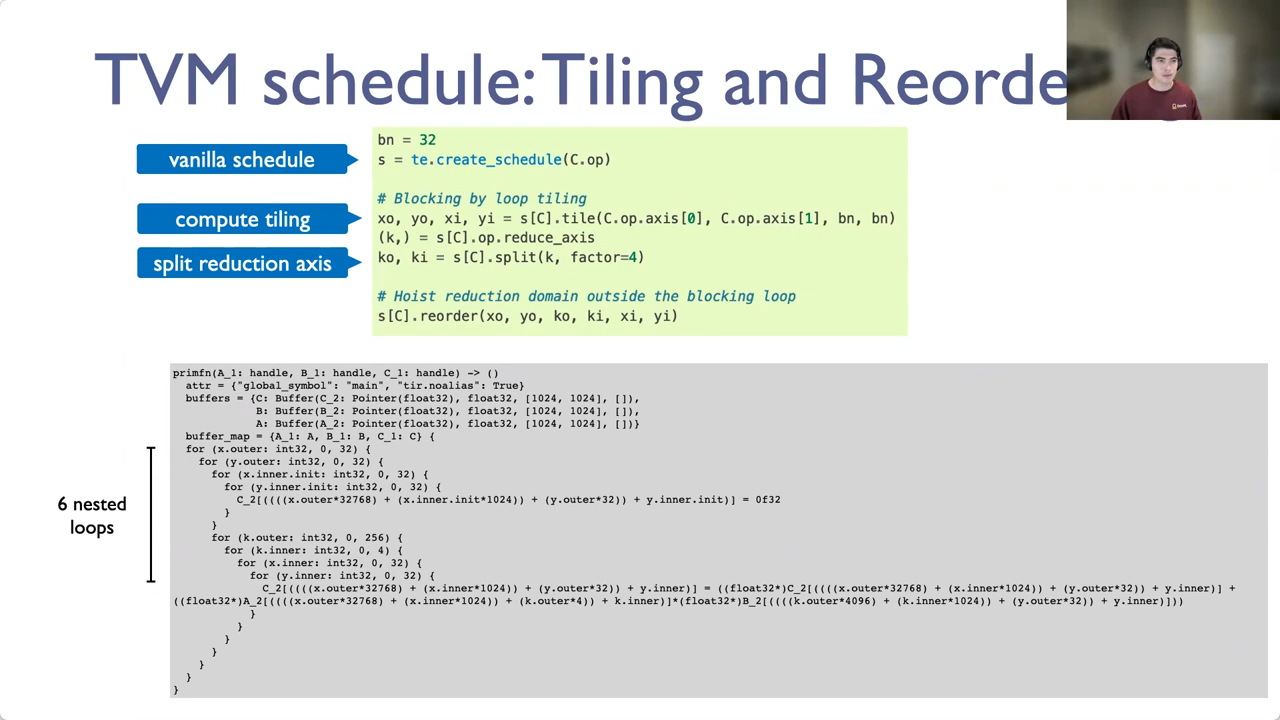 TVM schedule: Tiling and Reorde
vanilla schedule
compute tiling
split reduction axis
bn = 32
s = te.create_schedule(C.op)
# Blocking by loop tiling
xo, yo, xi, yi = s[C].tile(C.op.axis[0], C.op.axis[1], bn, bn)
(k,) = s[C].op.reduce_axis
ko, ki = s[C].split(k, factor=4)
# Hoist reduction domain outside the blocking loop
s[C].reorder(xo, yo, ko, ki, xi, yi)
6 nested
loops
primfn(A_1: handle, B_1: handle, C_1: handle) -> ()
attr = {"global_symbol": "main", "tir.noalias": True}
buffers = {C: Buffer(C_2: Pointer(float32), float32, [1024, 1024], []),
B: Buffer(B_2: Pointer(float32), float32, [1024, 1024], []),
A: Buffer(A_2: Pointer(float32), float32, [1024, 1024], [])}
buffer_map = {A_1: A, B_1: B, C_1: C} {
for (x.outer: int32, 0, 32) {
for (y.outer: int32, 0, 32) {
for (x.inner.init: int32, 0, 32) {
for (y.inner.init: int32, 0, 32) {
C_2[((((x.outer*32768) + (x.inner.init*1024)) + (y.outer*32)) + y.inner.init)] = 0f32
}
}
for (k.outer: int32, 0, 256) {
for (k.inner: int32, 0, 4) {
for (x.inner: int32, 0, 32) {
for (y.inner: int32, 0, 32) {
C_2[((((x.outer*32768) + (x.inner*1024)) + (y.outer*32)) + y.inner)] = ((float32*)C_2[((((x.outer*32768) + (x.inner*1024)) + (y.outer*32)) + y.inner)] +
((float32*)A_2[((((x.outer*32768) + (x.inner*1024)) + (k.outer*4)) + k.inner)]*(float32*)B_2[((((k.outer*4096) + (k.inner*1024)) + (y.outer*32)) + y.inner)]))
}
}
}
}
}
}
}